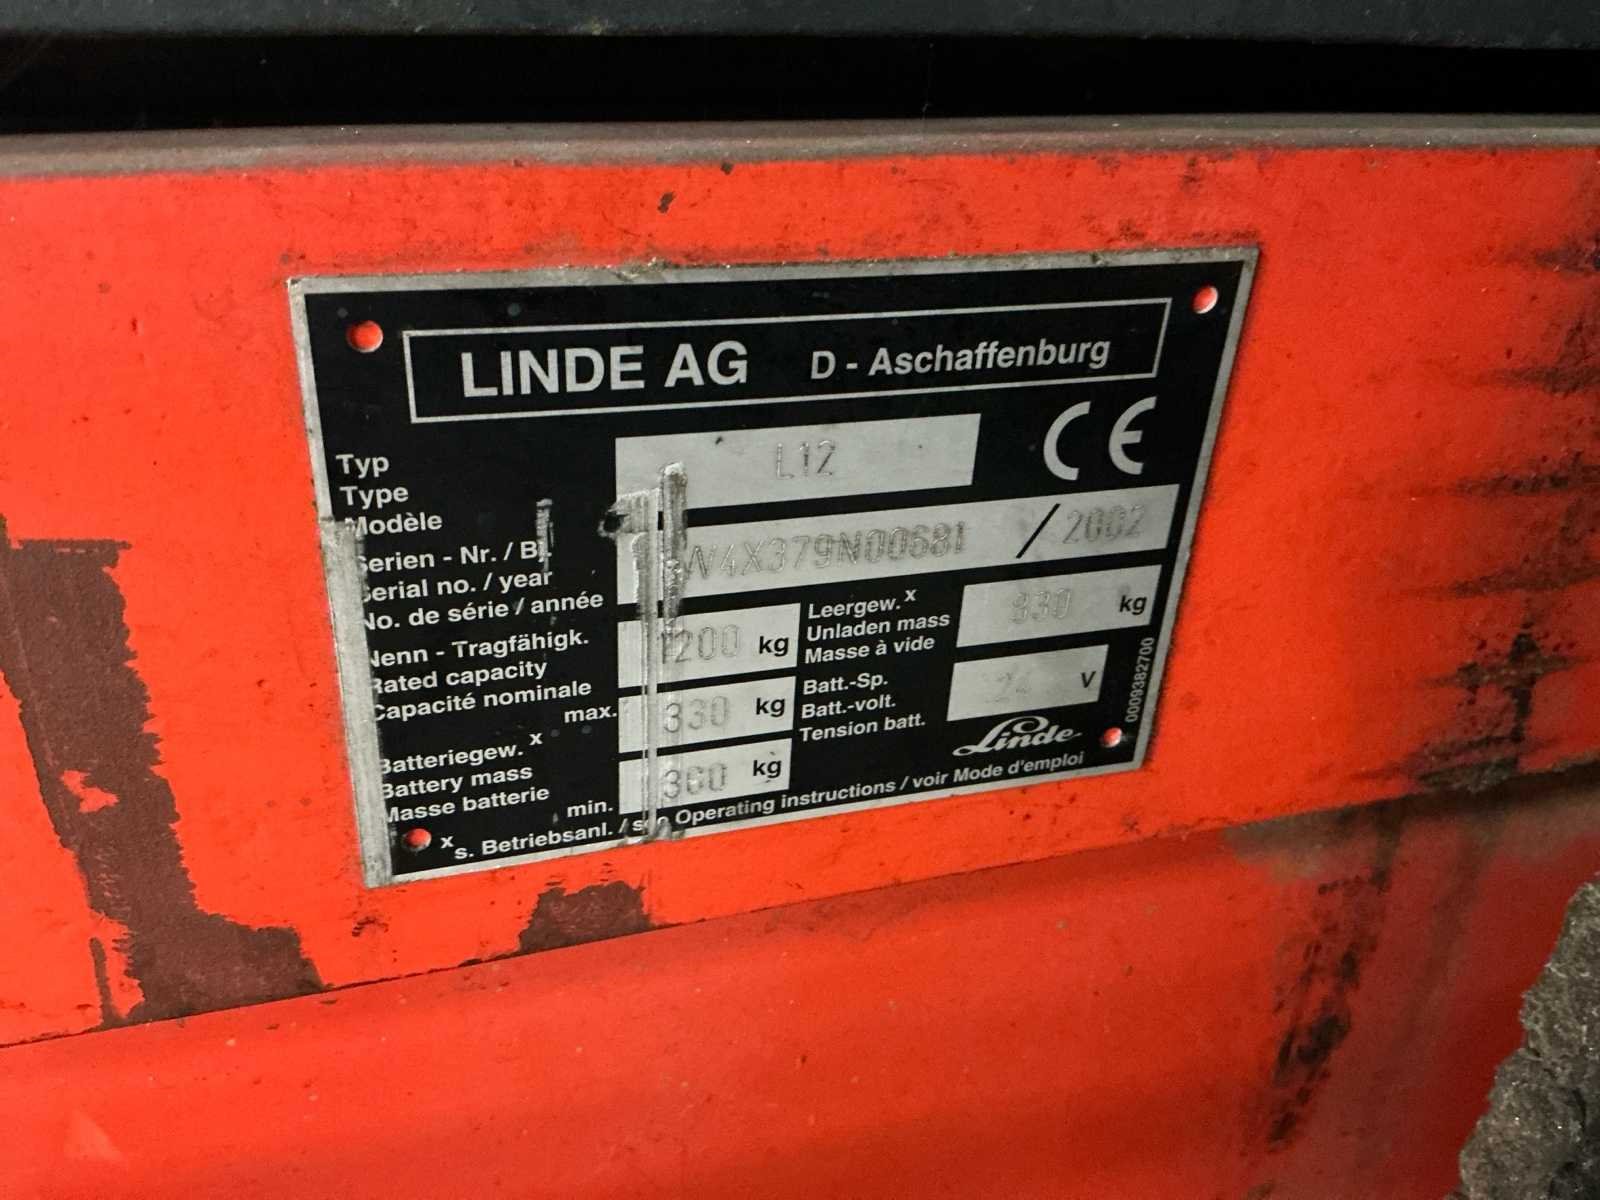 LINDE AG D - Aschaffenburg
Typ
Type
Modèle
L12
CE
Serien - Nr. / B
Serial no. / year
No. de série / année
W4X379N00681 / 2002
Nenn - Tragfähigk.
Rated capacity
Capacité nominale
1200 kg
Leergew. x
Unladen mass
Masse à vide
830 kg
Batteriegew. x
Battery mass
Masse batterie
max. 330 kg
min. kg
Batt.-Sp.
Batt.-volt.
Tension batt.
24 V
Linde
0009382700
x s. Betriebsanl. / see Operating instructions / voir Mode d'emploi